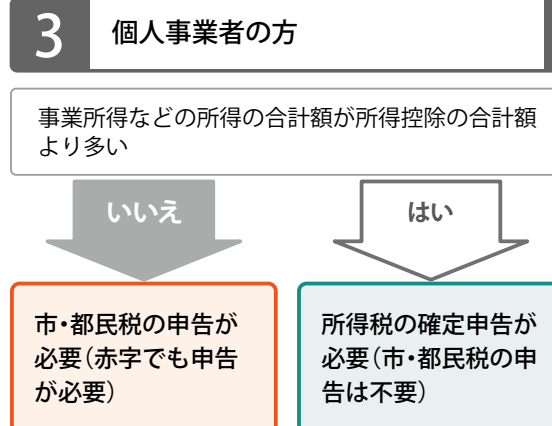 3 個人事業者の方
事業所得などの所得の合計額が所得控除の合計額
より多い
いいえ
はい
市・都民税の申告が
必要（赤字でも申告
が必要）
所得税の確定申告が
必要（市・都民税の申
告は不要）